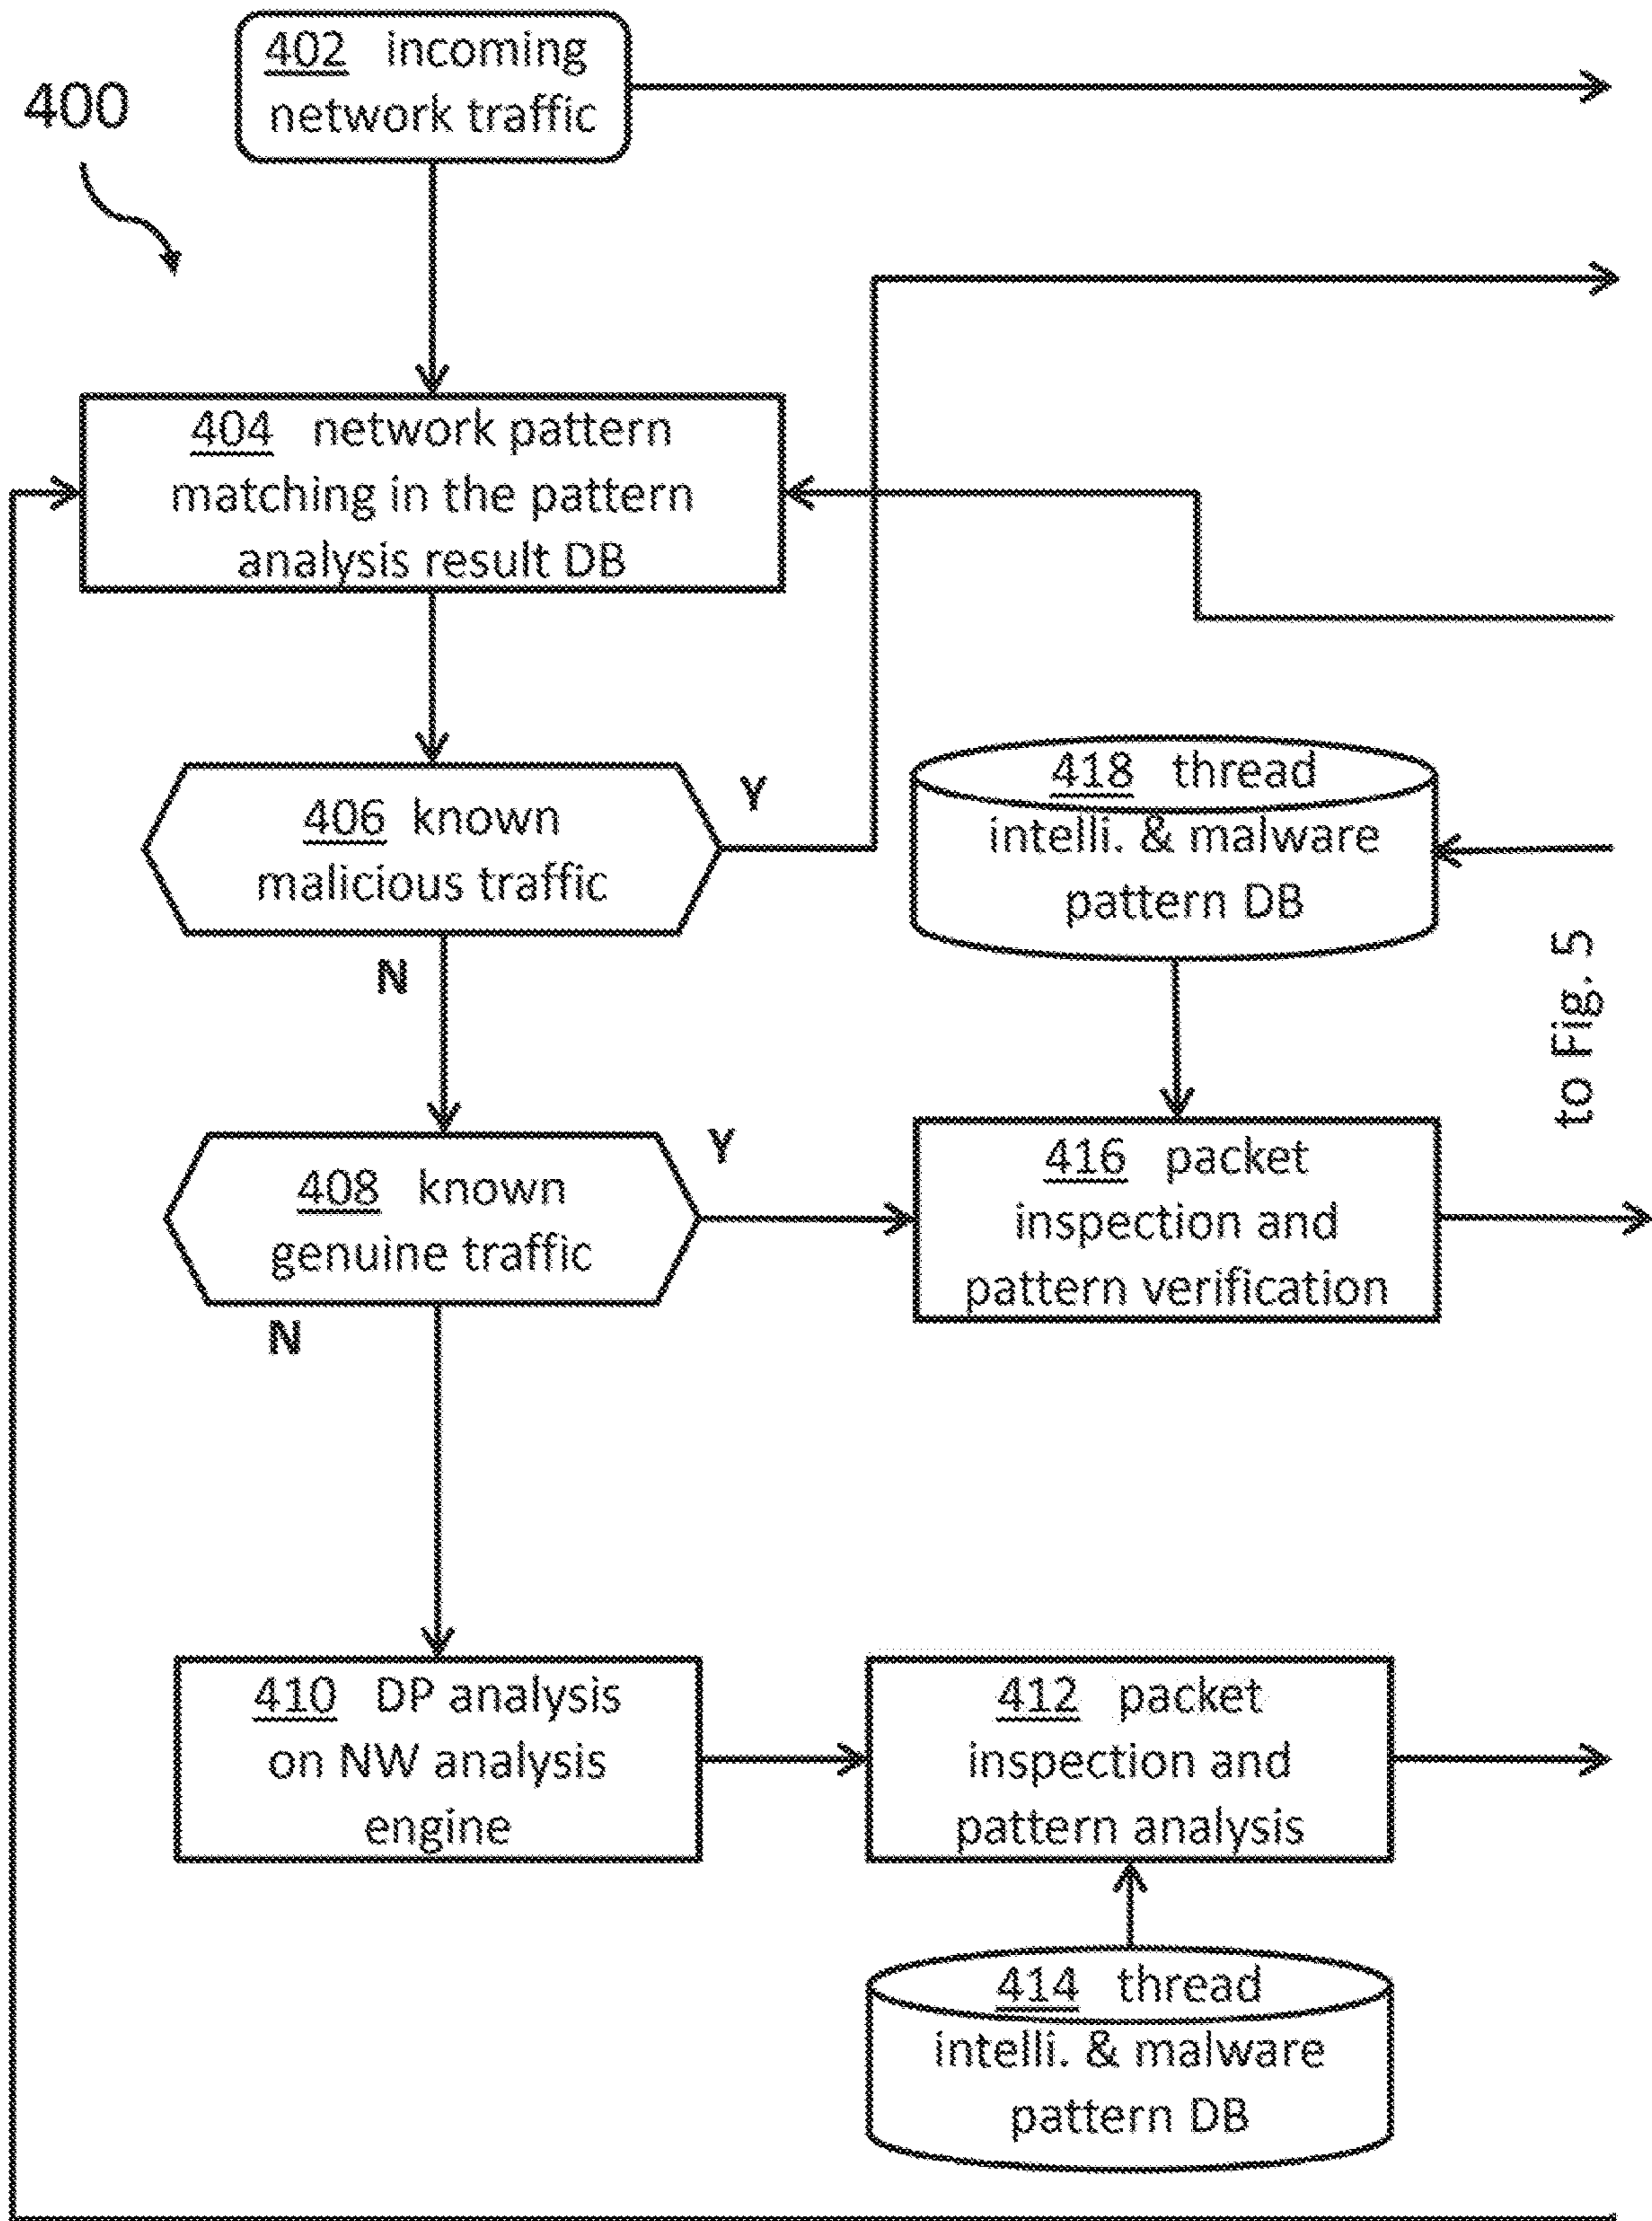 402 incoming
network traffic
400
404 network pattern
matching in the pattern
analysis result DB
406 known
malicious traffic
Y
N
418 thread
intelli. & malware
pattern DB
to Fig. 5
408 known
genuine traffic
Y
N
416 packet
inspection and
pattern verification
410 DP analysis
on NW analysis
engine
412 packet
inspection and
pattern analysis
414 thread
intelli. & malware
pattern DB